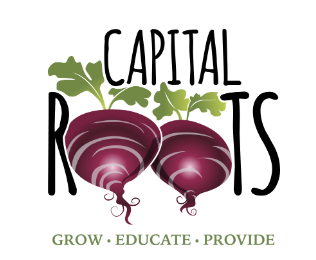 CAPITAL
ROOTS
GROW · EDUCATE · PROVIDE